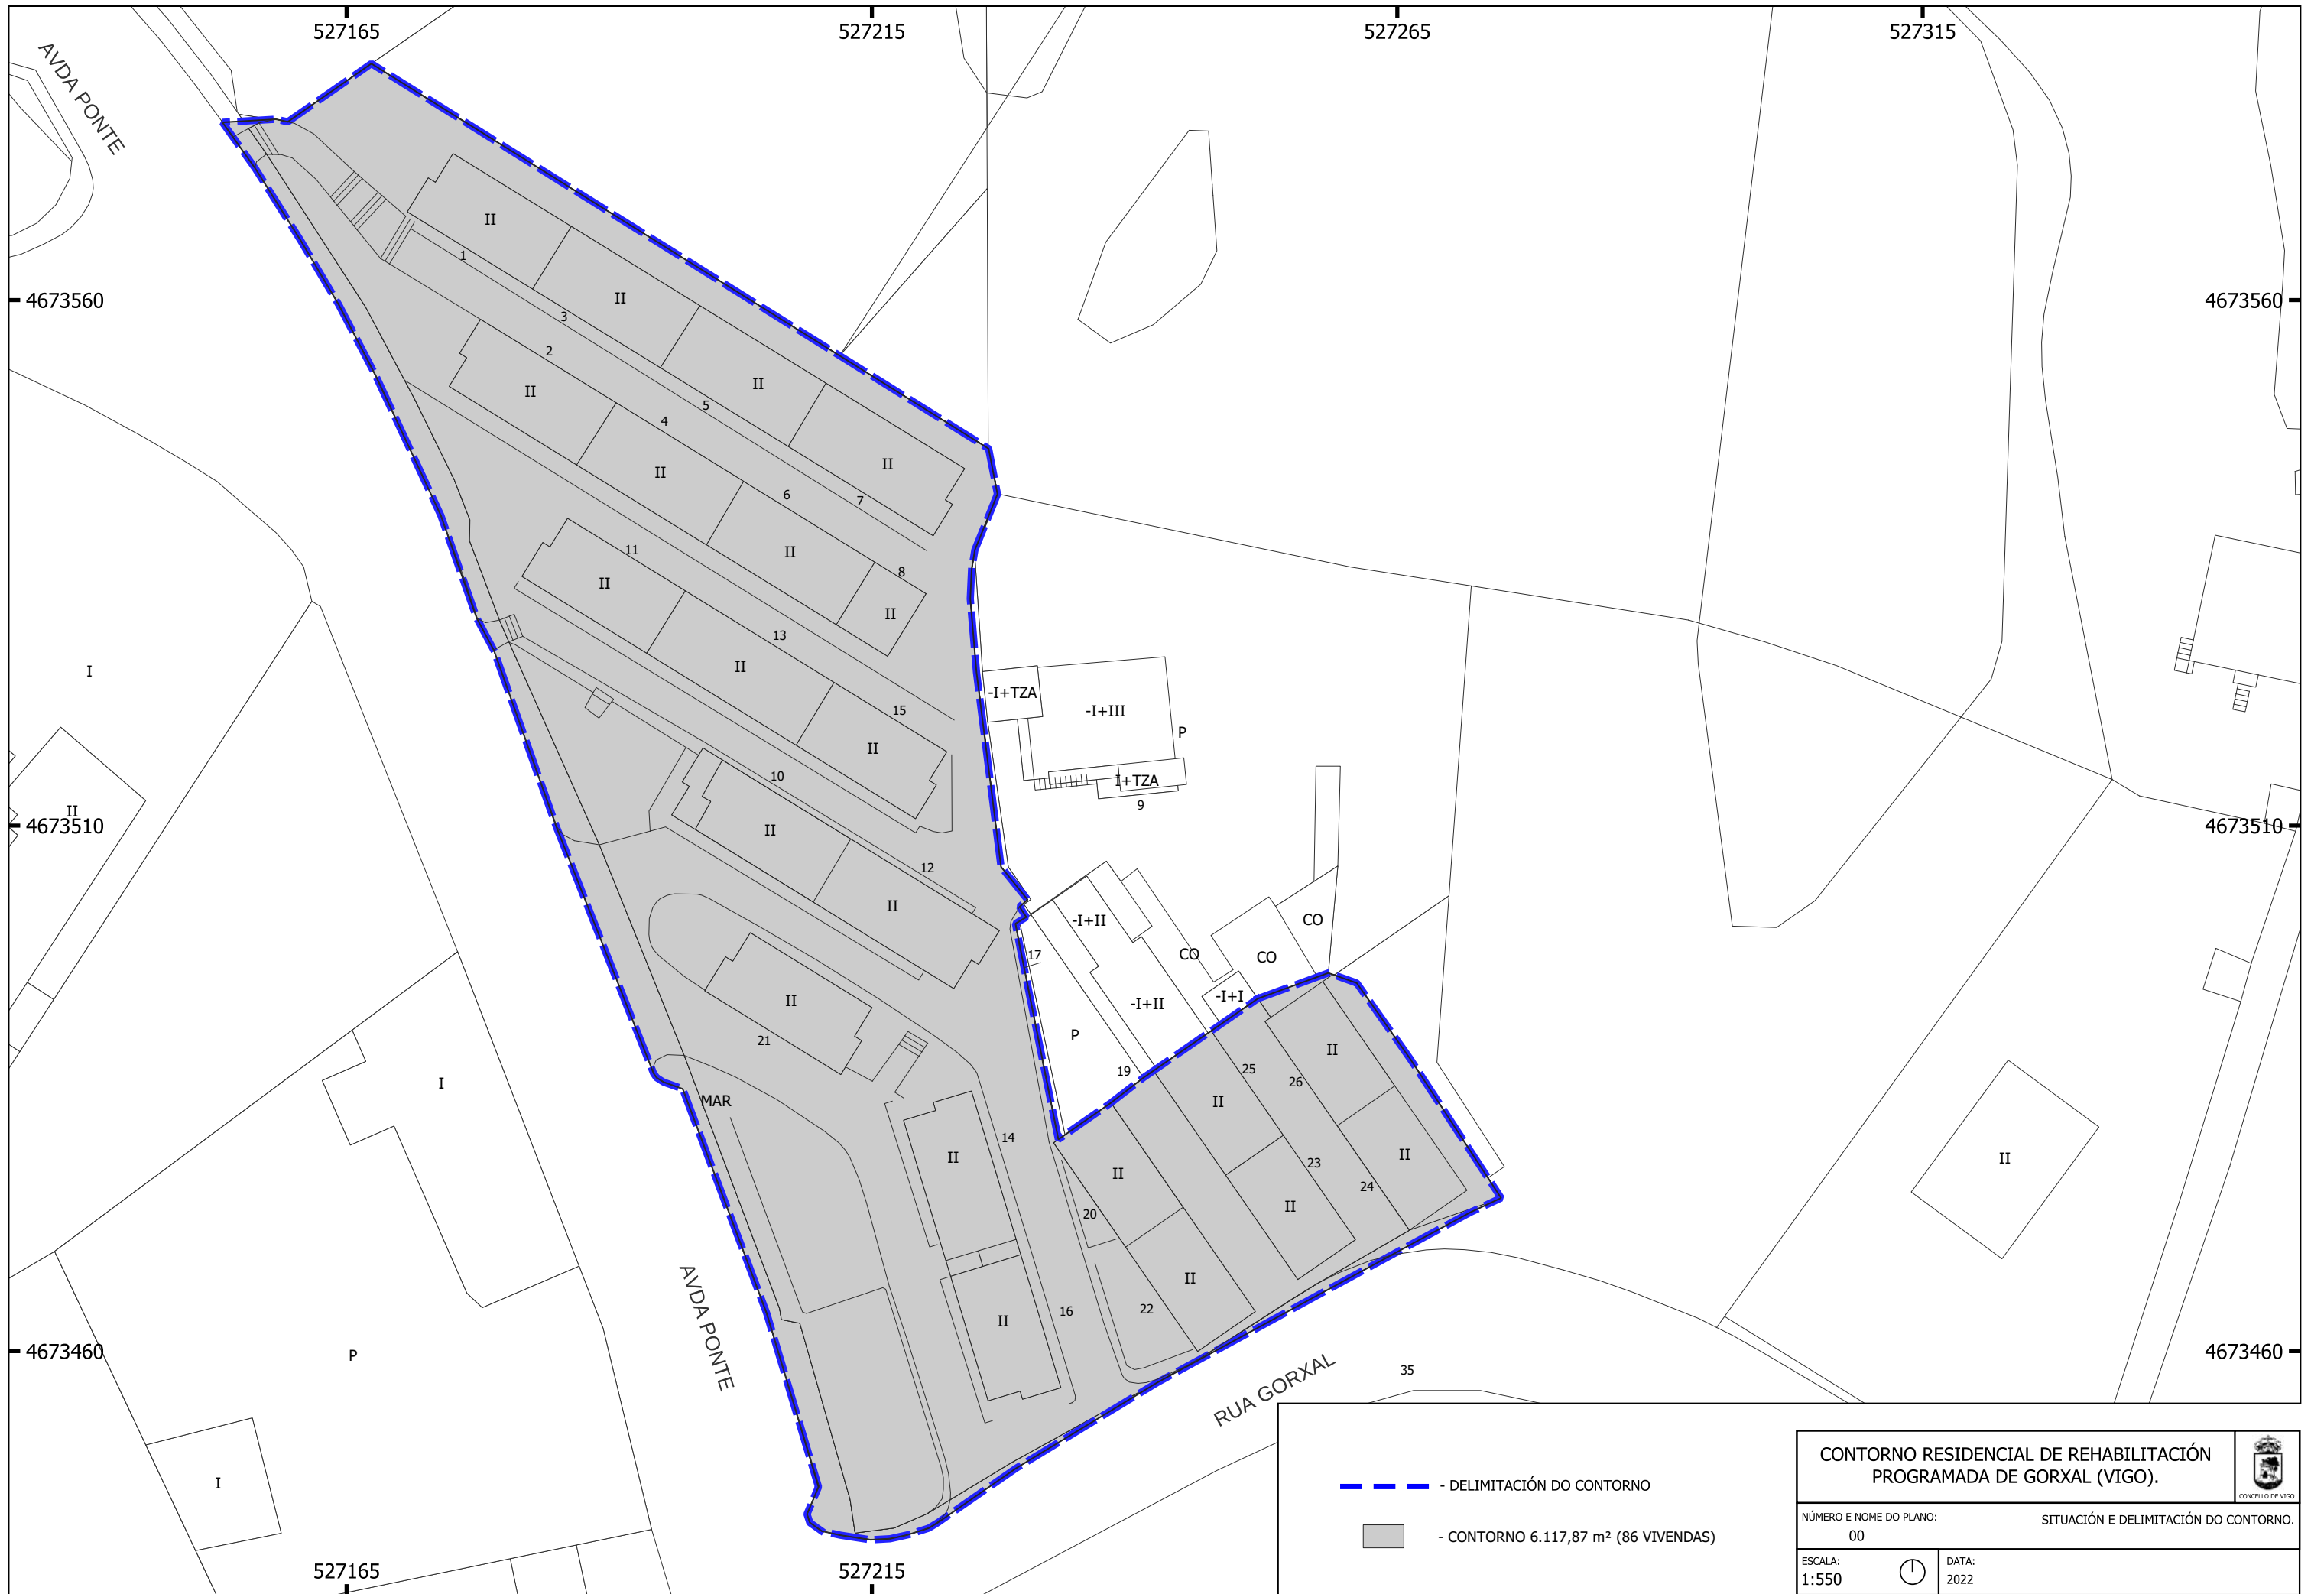 527165
527215
527265
527315
AVDA PONTE
II
1
4673560
II
4673560
3
2
II
II
5
4
II
II
6
7
11
II
8
II
II
13
I
II
-I+TZA
15
-I+III
P
II
10
I+TZA
9
II
4673510
II
4673510
12
II
-I+II
CO
17
CO
CO
II
-I+I
-I+II
P
21
II
25
19
26
I
MAR
II
14
II
II
II
II
23
24
20
II
AVDA PONTE
II
22
16
II
4673460
P
4673460
35
RUA GORXAL
I
- DELIMITACIÓN DO CONTORNO
- CONTORNO 6.117,87 m² (86 VIVENDAS)
CONTORNO RESIDENCIAL DE REHABILITACIÓN
PROGRAMADA DE GORXAL (VIGO).
CONCELLO DE VIGO
NÚMERO E NOME DO PLANO:
00
SITUACIÓN E DELIMITACIÓN DO CONTORNO.
ESCALA:
1:550
DATA:
2022
527165
527215